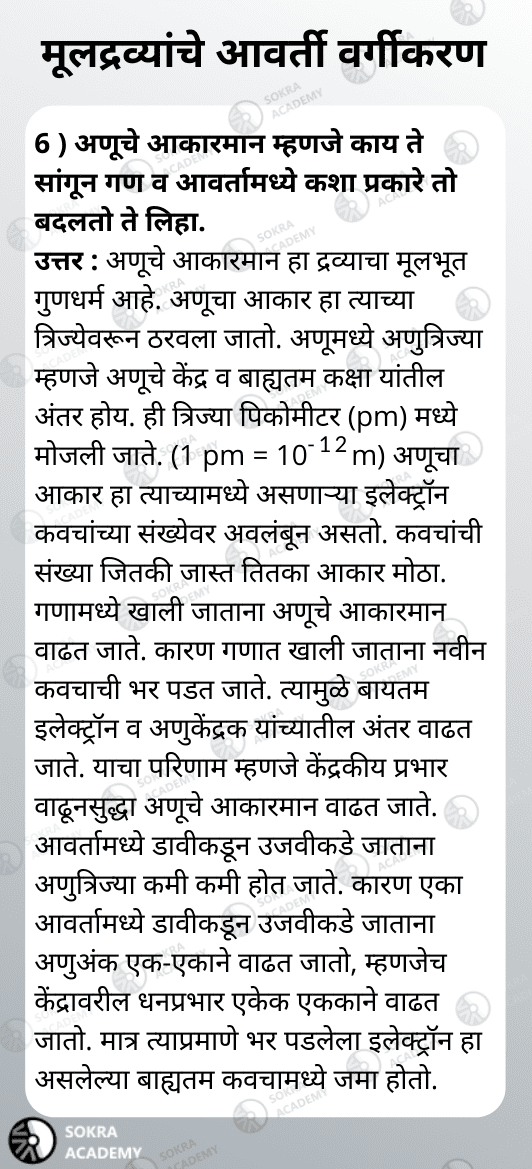 मूलद्रव्यांचे आवर्ती वर्गीकरण
6 ) अणूचे आकारमान म्हणजे काय ते
सांगून गण व आवर्तामध्ये कशा प्रकारे तो
बदलतो ते लिहा.
उत्तर : अणूचे आकारमान हा द्रव्याचा मूलभूत
गुणधर्म आहे. अणूचा आकार हा त्याच्या
त्रिज्येवरून ठरवला जातो. अणूमध्ये अणुत्रिज्या
म्हणजे अणूचे केंद्र व बाह्यतम कक्षा यांतील
अंतर होय. ही त्रिज्या पिकोमीटर (pm) मध्ये
मोजली जाते. (1 pm = 10⁻¹² m) अणूचा
आकार हा त्याच्यामध्ये असणाऱ्या इलेक्ट्रॉन
कवचांच्या संख्येवर अवलंबून असतो. कवचांची
संख्या जितकी जास्त तितका आकार मोठा.
गणामध्ये खाली जाताना अणूचे आकारमान
वाढत जाते. कारण गणात खाली जाताना नवीन
कवचाची भर पडत जाते. त्यामुळे बायतम
इलेक्ट्रॉन व अणुकेंद्रक यांच्यातील अंतर वाढत
जाते. याचा परिणाम म्हणजे केंद्रकीय प्रभार
वाढूनसुद्धा अणूचे आकारमान वाढत जाते.
आवर्तामध्ये डावीकडून उजवीकडे जाताना
अणुत्रिज्या कमी कमी होत जाते. कारण एका
आवर्तामध्ये डावीकडून उजवीकडे जाताना
अणुअंक एक-एकाने वाढत जातो, म्हणजेच
केंद्रावरील धनप्रभार एकेक एककाने वाढत
जातो. मात्र त्याप्रमाणे भर पडलेला इलेक्ट्रॉन हा
असलेल्या बाह्यतम कवचामध्ये जमा होतो.
SOKRA
ACADEMY